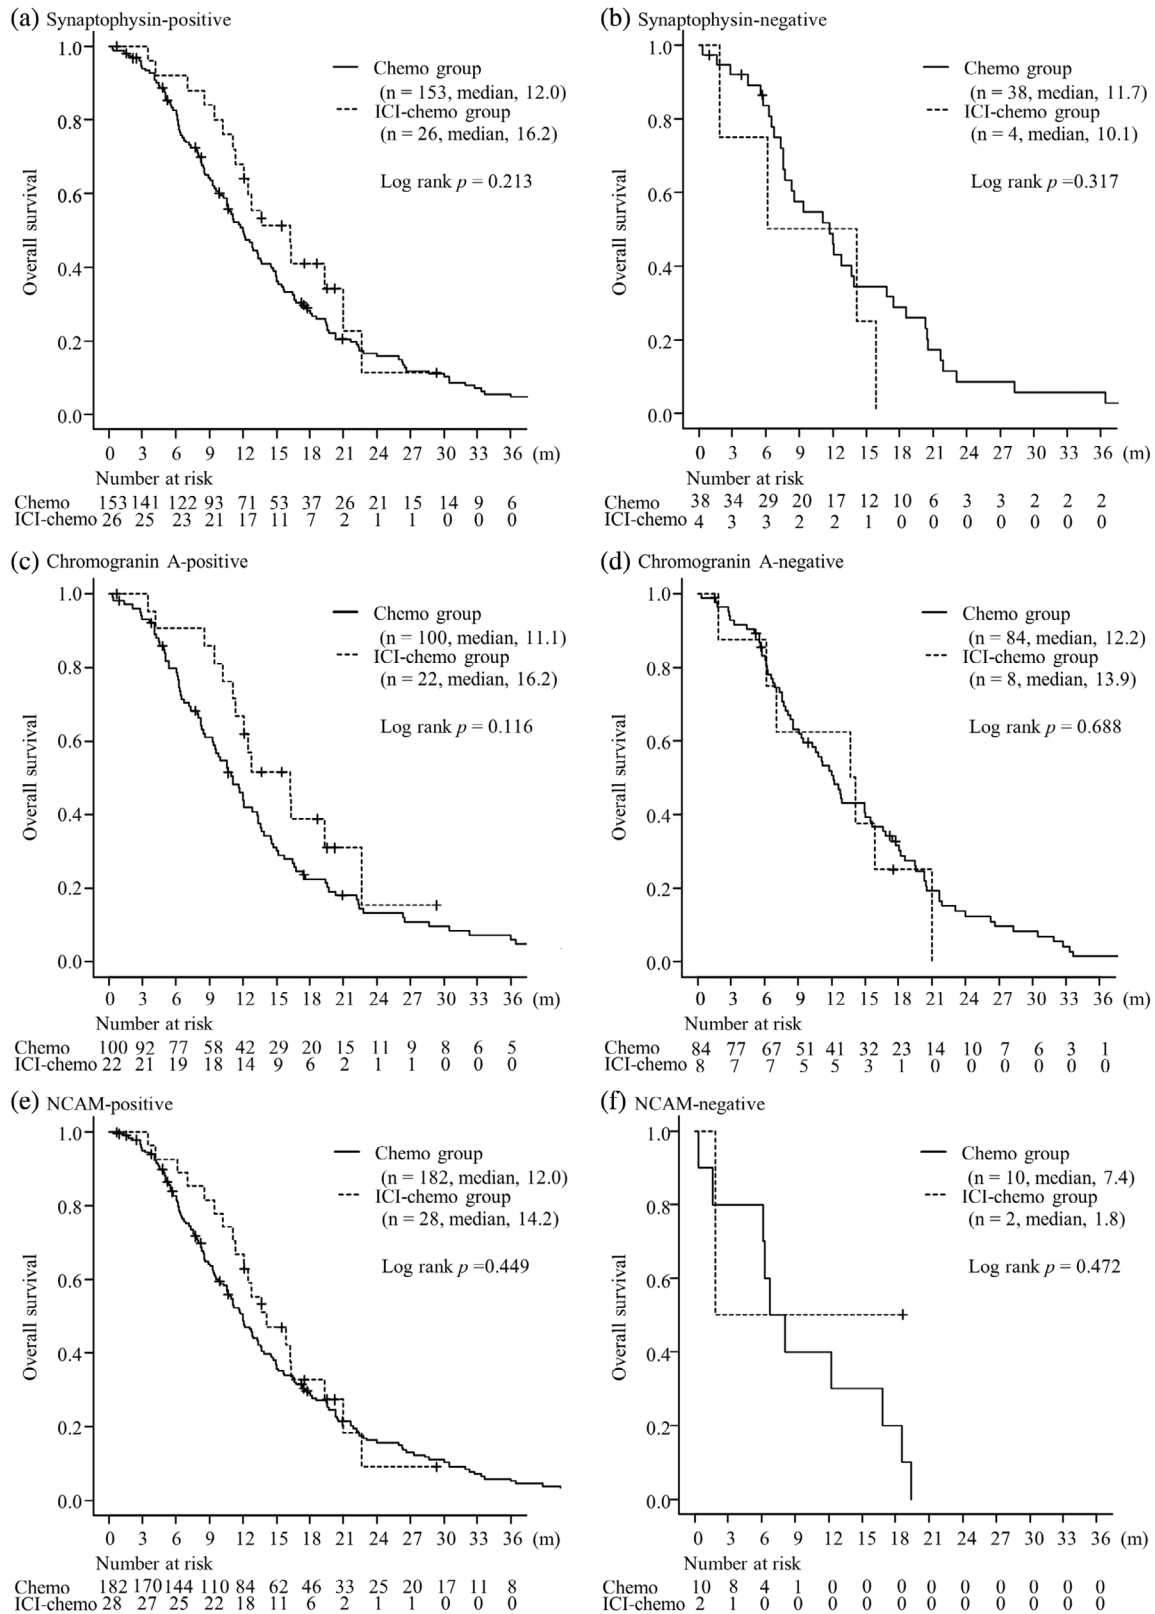 (a) Synaptophysin-positive
1.0
0.8
0.6
0.4
0.2
0.0
Overall survival
Chemo group
(n = 153, median, 12.0)
ICI-chemo group
(n = 26, median, 16.2)
Log rank p = 0.213
0 3 6 9 12 15 18 21 24 27 30 33 36 (m)
Number at risk
Chemo 153 141 122 93 71 53 37 26 21 15 14 9 6
ICI-chemo 26 25 23 21 17 11 7 2 1 1 0 0 0
(b) Synaptophysin-negative
1.0
0.8
0.6
0.4
0.2
0.0
Overall survival
Chemo group
(n = 38, median, 11.7)
ICI-chemo group
(n = 4, median, 10.1)
Log rank p =0.317
0 3 6 9 12 15 18 21 24 27 30 33 36 (m)
Number at risk
Chemo 38 34 29 20 17 12 10 6 3 3 2 2 2
ICI-chemo 4 3 3 2 2 1 0 0 0 0 0 0 0
(c) Chromogranin A-positive
1.0
0.8
0.6
0.4
0.2
0.0
Overall survival
Chemo group
(n = 100, median, 11.1)
ICI-chemo group
(n = 22, median, 16.2)
Log rank p = 0.116
0 3 6 9 12 15 18 21 24 27 30 33 36 (m)
Number at risk
Chemo 100 92 77 58 42 29 20 15 11 9 8 6 5
ICI-chemo 22 21 19 18 14 9 6 2 1 1 0 0 0
(d) Chromogranin A-negative
1.0
0.8
0.6
0.4
0.2
0.0
Overall survival
Chemo group
(n = 84, median, 12.2)
ICI-chemo group
(n = 8, median, 13.9)
Log rank p = 0.688
0 3 6 9 12 15 18 21 24 27 30 33 36 (m)
Number at risk
Chemo 84 77 67 51 41 32 23 14 10 7 6 3 1
ICI-chemo 8 7 7 5 5 3 1 0 0 0 0 0 0
(e) NCAM-positive
1.0
0.8
0.6
0.4
0.2
0.0
Overall survival
Chemo group
(n = 182, median, 12.0)
ICI-chemo group
(n = 28, median, 14.2)
Log rank p =0.449
0 3 6 9 12 15 18 21 24 27 30 33 36 (m)
Number at risk
Chemo 182 170 144 110 84 62 46 33 25 20 17 11 8
ICI-chemo 28 27 25 22 18 11 6 2 1 1 0 0 0
(f) NCAM-negative
1.0
0.8
0.6
0.4
0.2
0.0
Overall survival
Chemo group
(n = 10, median, 7.4)
ICI-chemo group
(n = 2, median, 1.8)
Log rank p = 0.472
0 3 6 9 12 15 18 21 24 27 30 33 36 (m)
Number at risk
Chemo 10 8 4 1 0 0 0 0 0 0 0 0 0
ICI-chemo 2 1 0 0 0 0 0 0 0 0 0 0 0